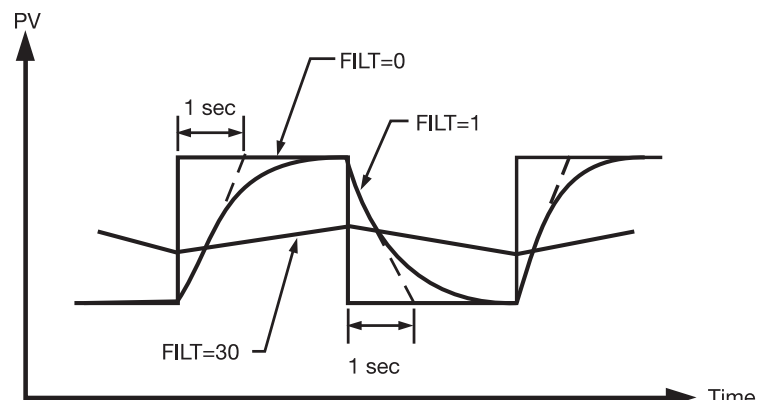 PV
FILT=0
1 sec
FILT=1
FILT=30
1 sec
Time